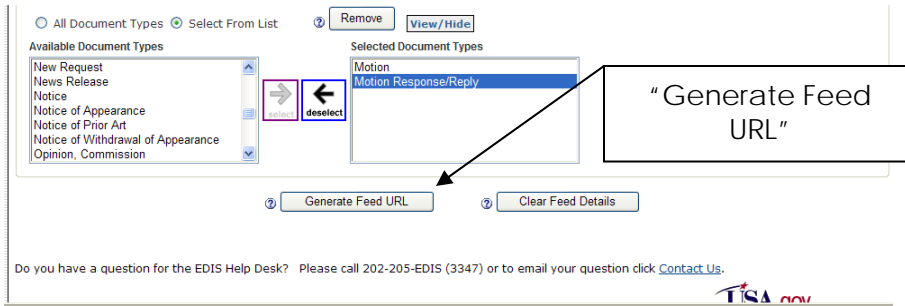 All Document Types Select From List ? Remove View/Hide
Available Document Types Selected Document Types
New Request
News Release
Notice
Notice of Appearance
Notice of Prior Art
Notice of Withdrawal of Appearance
Opinion, Commission
select
deselect
Motion
Motion Response/Reply
"Generate Feed
URL"
? Generate Feed URL ? Clear Feed Details
Do you have a question for the EDIS Help Desk? Please call 202-205-EDIS (3347) or to email your question click Contact Us.
USA.gov